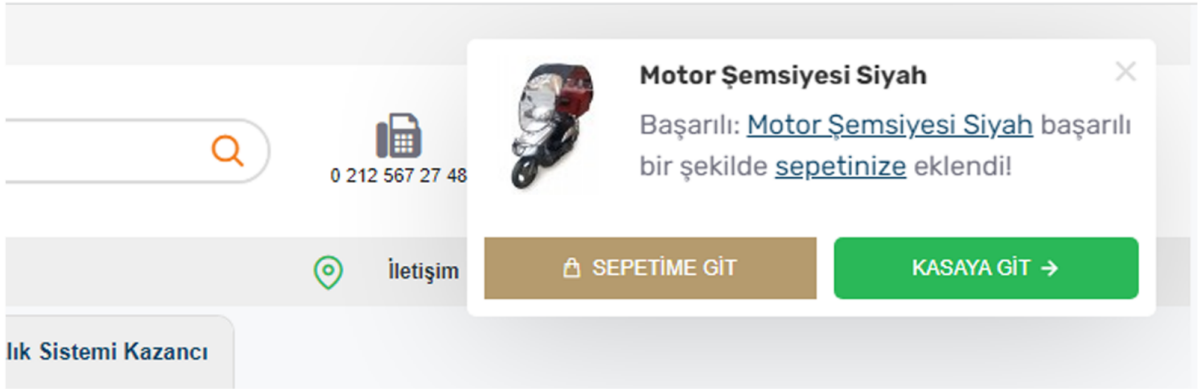 Motor Şemsiyesi Siyah
Başarılı: Motor Şemsiyesi Siyah başarılı
bir şekilde sepetinize eklendi!
0 212 567 27 48
SEPETİME GİT
KASAYA GİT →
İletişim
lık Sistemi Kazancı